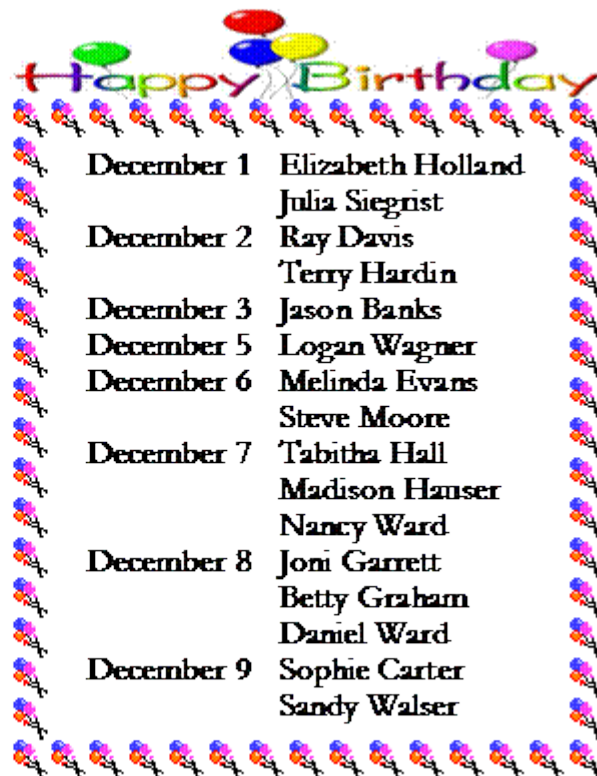 Happy Birthday
December 1 Elizabeth Holland
Julia Siegrist
December 2 Ray Davis
Terry Hardin
December 3 Jason Banks
December 5 Logan Wagner
December 6 Melinda Evans
Steve Moore
December 7 Tabitha Hall
Madison Hauser
Nancy Ward
December 8 Joni Garrett
Betty Graham
Daniel Ward
December 9 Sophie Carter
Sandy Walser